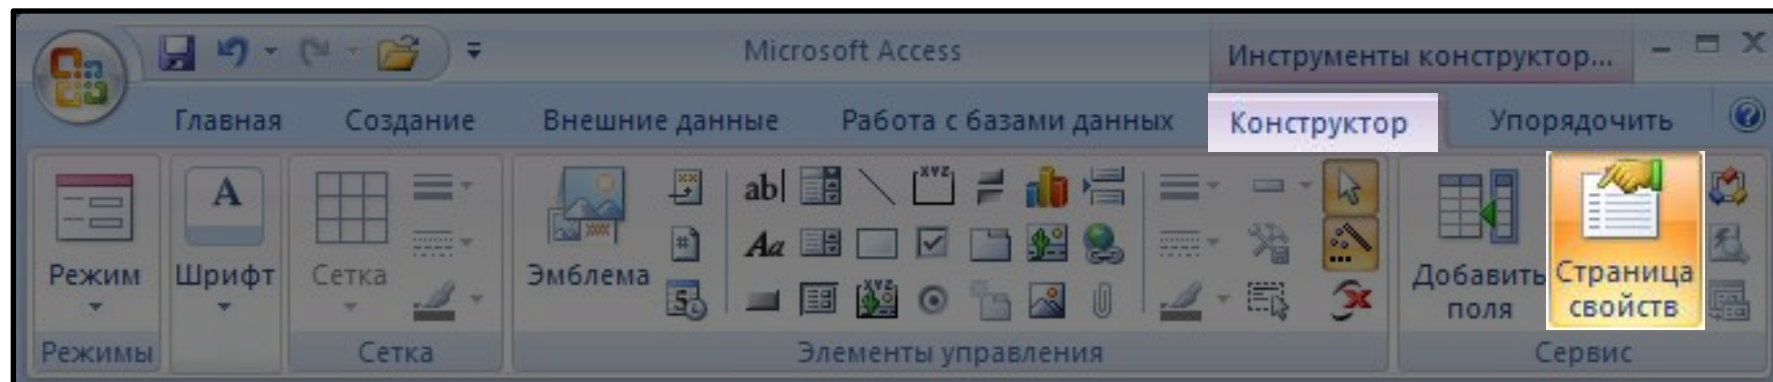 Microsoft Access
Инструменты конструктор...
Главная Создание Внешние данные Работа с базами данных Конструктор Упорядочить
Режим Шрифт Сетка Эмблема ab| Aa Добавить поля Страница свойств
Режимы Сетка Элементы управления Сервис